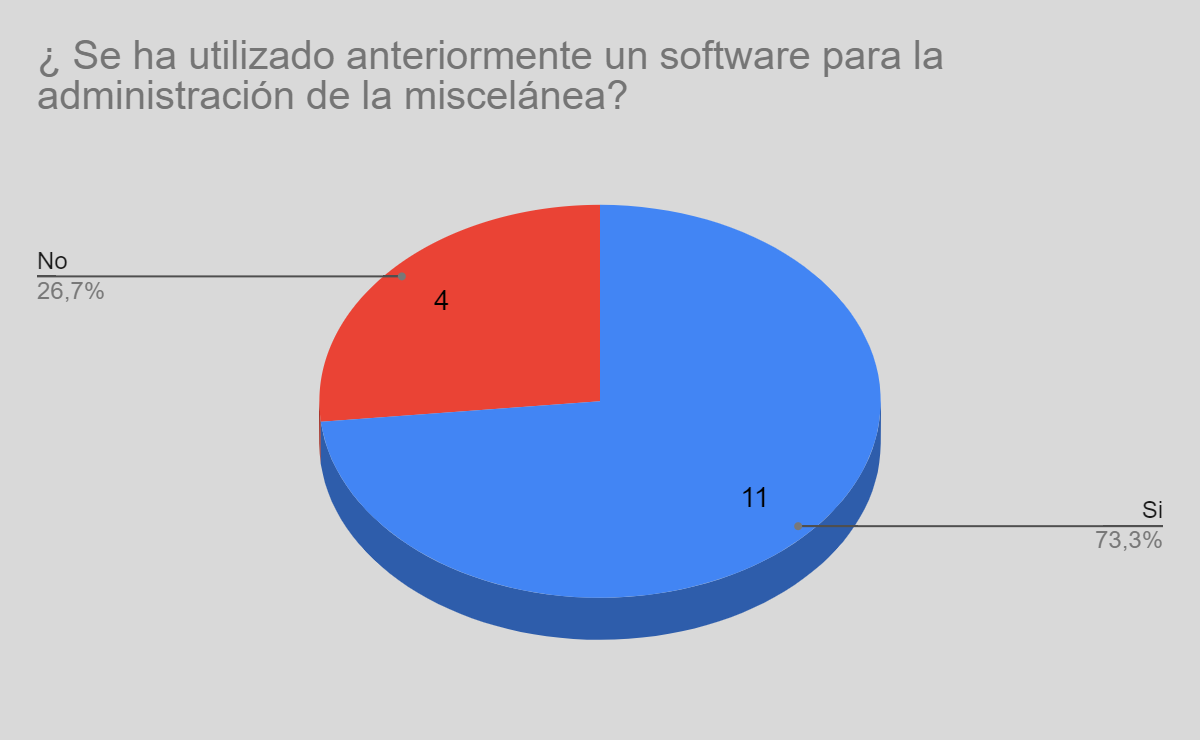 ¿ Se ha utilizado anteriormente un software para la
administración de la miscelánea?
No
26,7%
4
11
Si
73,3%